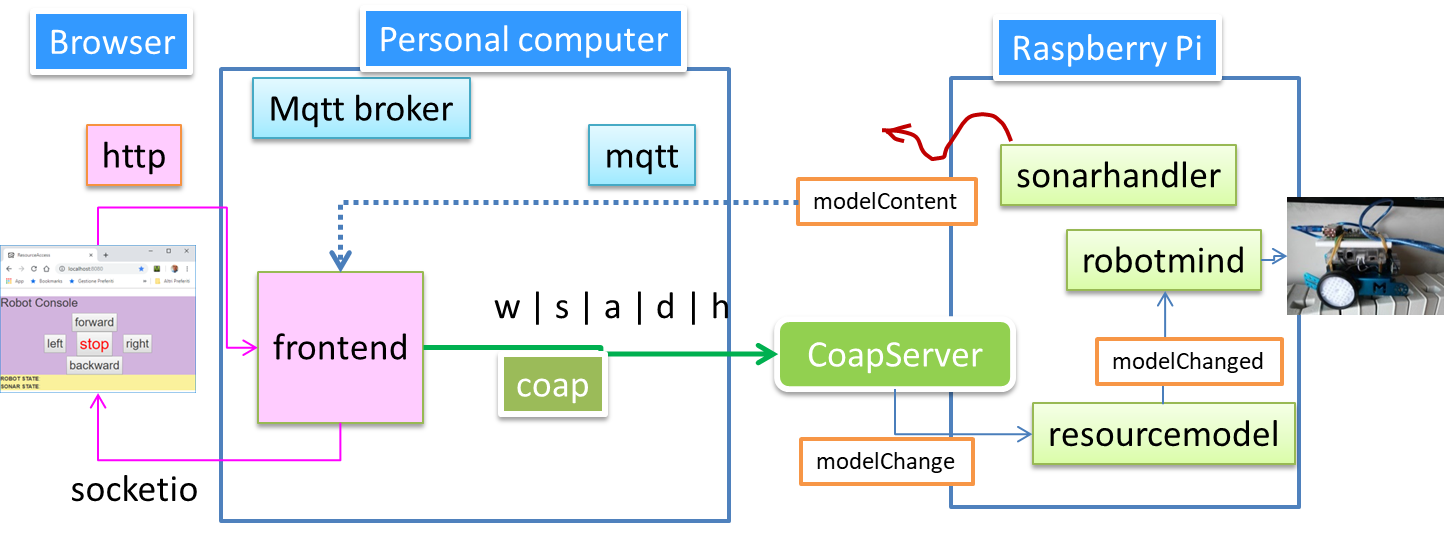 Browser
Personal computer
Raspberry Pi
Mqtt broker
http
mqtt
sonarhandler
modelContent
robotmind
ResourceAccess
localhost:8080
App
Bookmarks
Gestione Preferiti
Altri Preferiti
Robot Console
forward
left
stop
right
backward
ROBOT STATE
SONAR STATE
frontend
w | s | a | d | h
CoapServer
coap
modelChanged
resourcemodel
modelChange
socketio